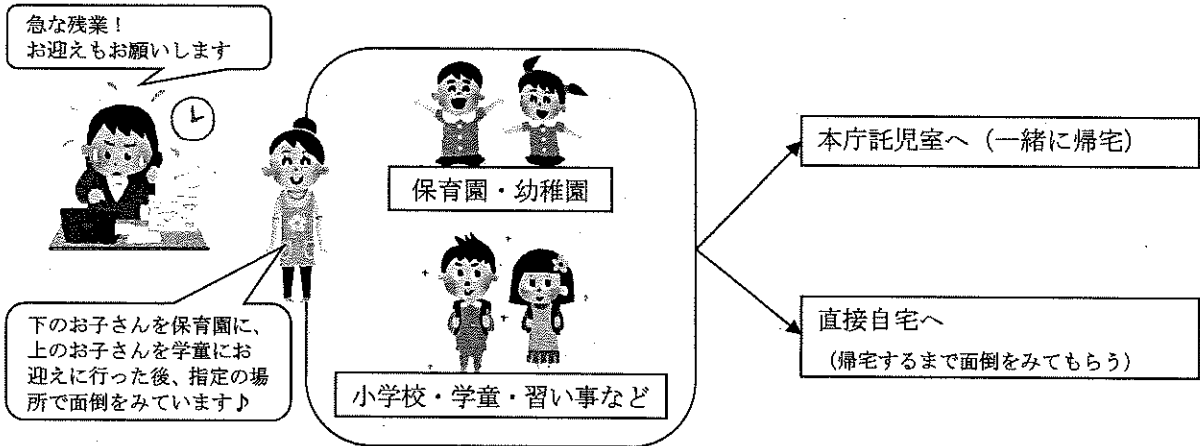 急な残業！
お迎えもお願いします
保育園・幼稚園
下のお子さんを保育園に、
上のお子さんを学童にお
迎えに行った後、指定の場
所で面倒をみています♪
小学校・学童・習い事など
本庁託児室へ（一緒に帰宅）
直接自宅へ
（帰宅するまで面倒をみてもらう）